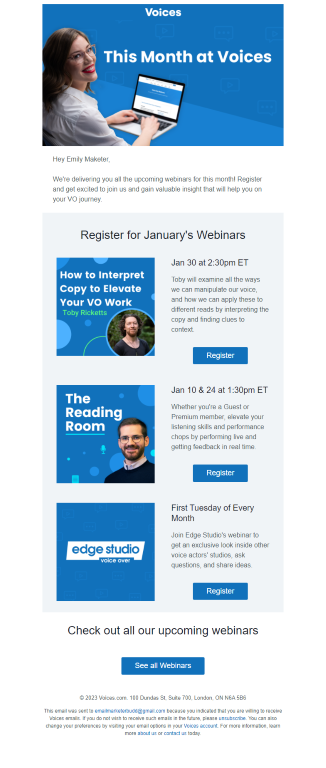 Voices
This Month at Voices
Hey Emily Maketer,
We're delivering you all the upcoming webinars for this month! Register
and get excited to join us and gain valuable insight that will help you on
your VO journey.
Register for January's Webinars
How to Interpret
Copy to Elevate
Your VO Work
Toby Ricketts
Jan 30 at 2:30pm ET
Toby will examine all the ways
we can manipulate our voice,
and how we can apply these to
different reads by interpreting the
copy and finding clues to
context.
Register
The
Reading
Room
Jan 10 & 24 at 1:30pm ET
Whether you're a Guest or
Premium member, elevate your
listening skills and performance
chops by performing live and
getting feedback in real time.
Register
edge studio
voice over
First Tuesday of Every
Month
Join Edge Studio's webinar to
get an exclusive look inside other
voice actors' studios, ask
questions, and share ideas.
Register
Check out all our upcoming webinars
See all Webinars
© 2023 Voices.com, 100 Dundas St. Suite 700, London, ON N6A 5B6
This email was sent to emailmarketerbudd@gmail.com because you indicated that you are willing to receive
Voices emails. If you do not wish to receive such emails in the future, please unsubscribe. You can also
change your preferences by visiting your email options in your Voices account. For more information, learn
more about us or contact us today.